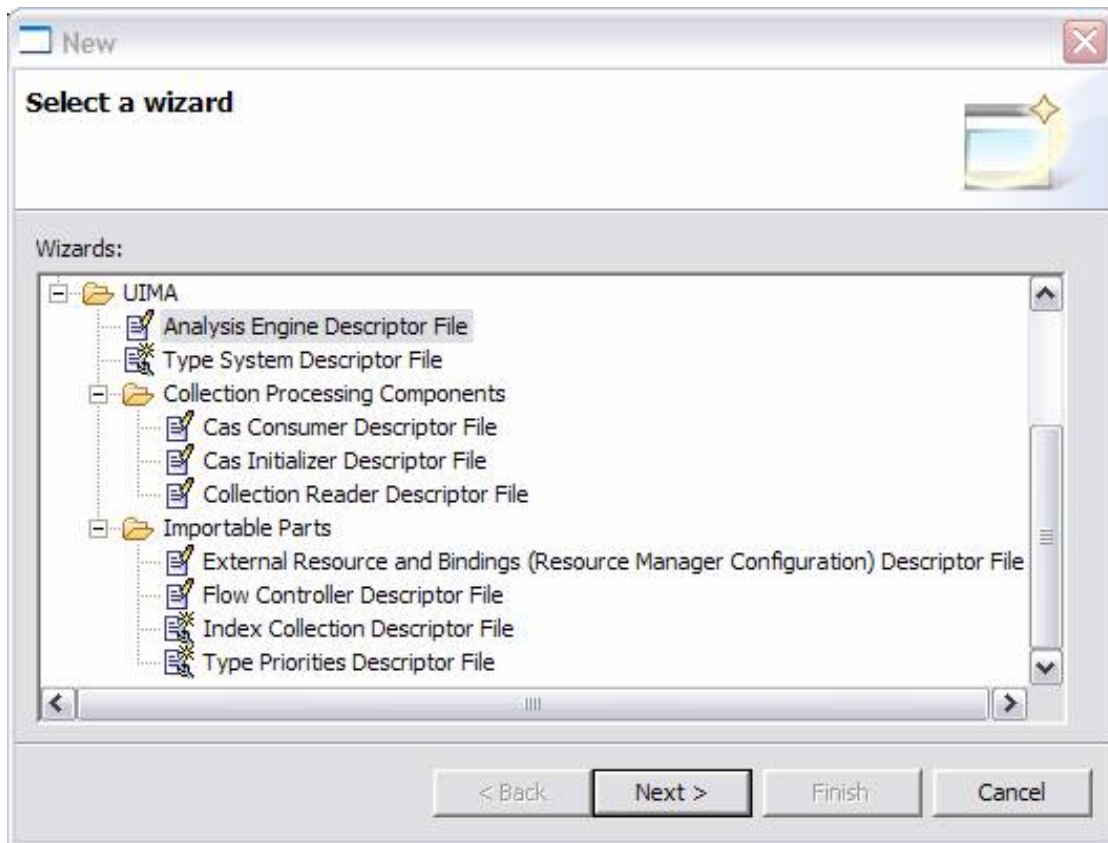 New
Select a wizard
Wizards:
UIMA
Analysis Engine Descriptor File
Type System Descriptor File
Collection Processing Components
Cas Consumer Descriptor File
Cas Initializer Descriptor File
Collection Reader Descriptor File
Importable Parts
External Resource and Bindings (Resource Manager Configuration) Descriptor File
Flow Controller Descriptor File
Index Collection Descriptor File
Type Priorities Descriptor File
< Back Next > Finish Cancel